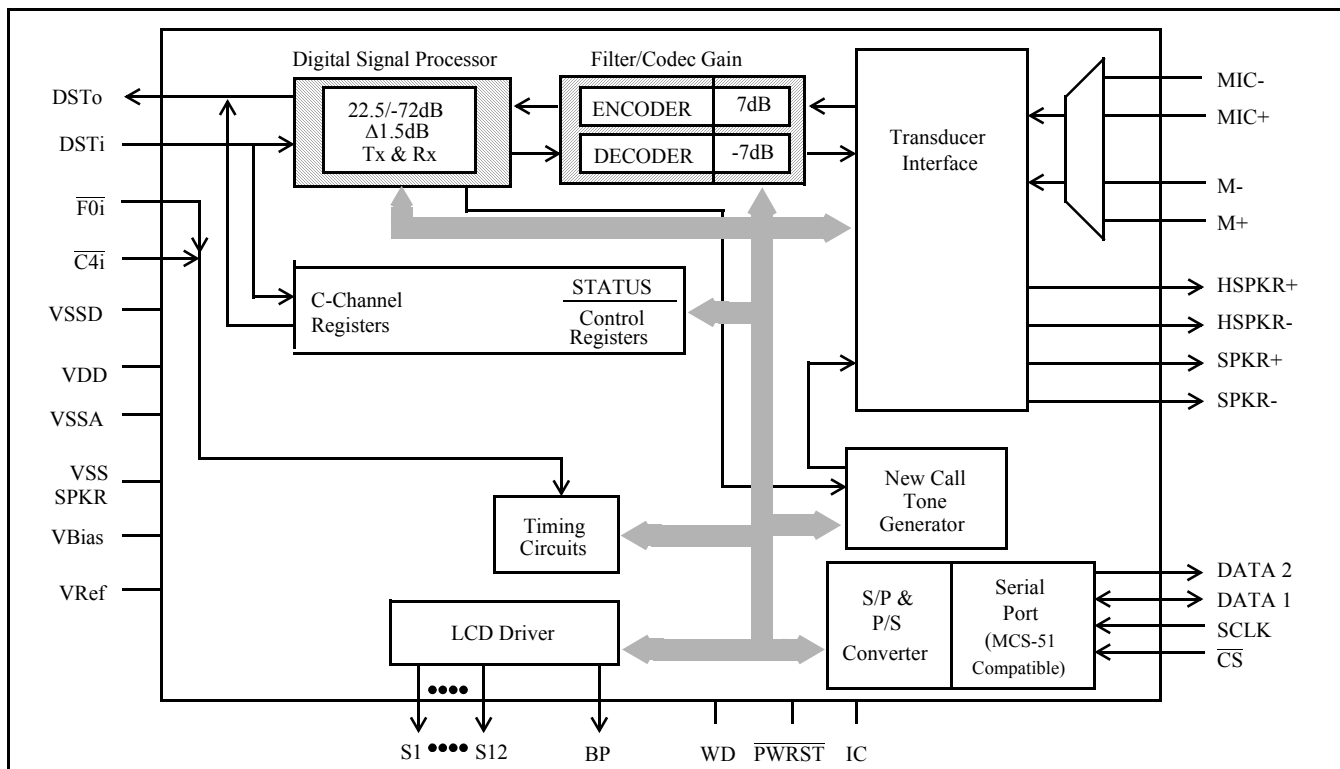 Digital Signal Processor
Filter/Codec Gain
22.5/-72dB
Δ1.5dB
Tx & Rx
ENCODER 7dB
DECODER -7dB
Transducer
Interface
DSTo
DSTi
F0i
C4i
VSSD
VDD
VSSA
VSS
SPKR
VBias
VRef
MIC-
MIC+
M-
M+
HSPKR+
HSPKR-
SPKR+
SPKR-
C-Channel
Registers
STATUS
Control
Registers
New Call
Tone
Generator
Timing
Circuits
LCD Driver
S/P &
P/S
Converter
Serial
Port
(MCS-51
Compatible)
DATA 2
DATA 1
SCLK
CS
S1
S12
BP
WD
PWRST
IC